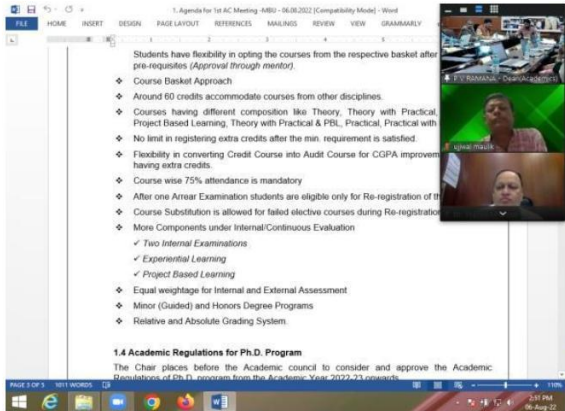 1. Agenda for 1st AC Meeting -MBU - 06.08.2022 [Compatibility Mode] - Word
FILE HOME INSERT DESIGN PAGE LAYOUT REFERENCES MAILINGS REVIEW VIEW GRAMMARLY
Students have flexibility in opting the courses from the respective basket after
pre-requisites (Approval through mentor).
❖ Course Basket Approach
❖ Around 60 credits accommodate courses from other disciplines.
❖ Courses having different composition like Theory, Theory with Practical,
Project Based Learning, Theory with Practical & PBL, Practical, Practical with
❖ No limit in registering extra credits after the min. requirement is satisfied.
❖ Flexibility in converting Credit Course into Audit Course for CGPA improvem
having extra credits.
❖ Course wise 75% attendance is mandatory
❖ After one Arrear Examination students are eligible only for Re-registration of th
❖ Course Substitution is allowed for failed elective courses during Re-registration
❖ More Components under Internal/Continuous Evaluation
✓ Two Internal Examinations
✓ Experiential Learning
✓ Project Based Learning
❖ Equal weightage for Internal and External Assessment
❖ Minor (Guided) and Honors Degree Programs
❖ Relative and Absolute Grading System.
1.4 Academic Regulations for Ph.D. Program
The Chair places before the Academic council to consider and approve the Academic
Regulations of Ph.D. program from the Academic Year 2022-23 onwards.
P V RAMANA - Dean(Academics)
ujjwal maulik
PAGE 3 OF 5 1011 WORDS
110%
2:51 PM
06-Aug-22